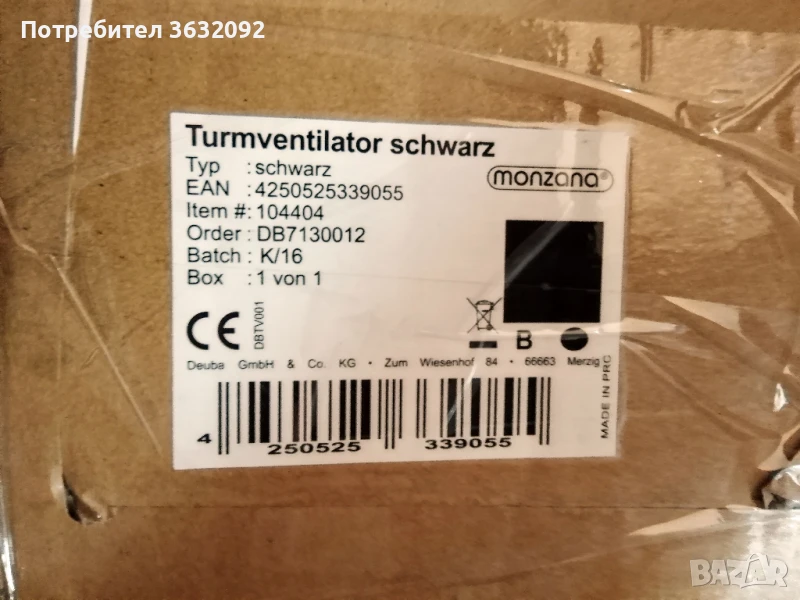 Потребител 3632092
Turmventilator schwarz
Typ : schwarz
monzana®
EAN : 4250525339055
Item #: 104404
Order : DB7130012
Batch : K/16
Box : 1 von 1
CE
DBTV001
B
Deuba GmbH & Co. KG • Zum Wiesenhof 84 • 66663 Merzig
MADE IN PRC
4 250525 339055
BAZAR